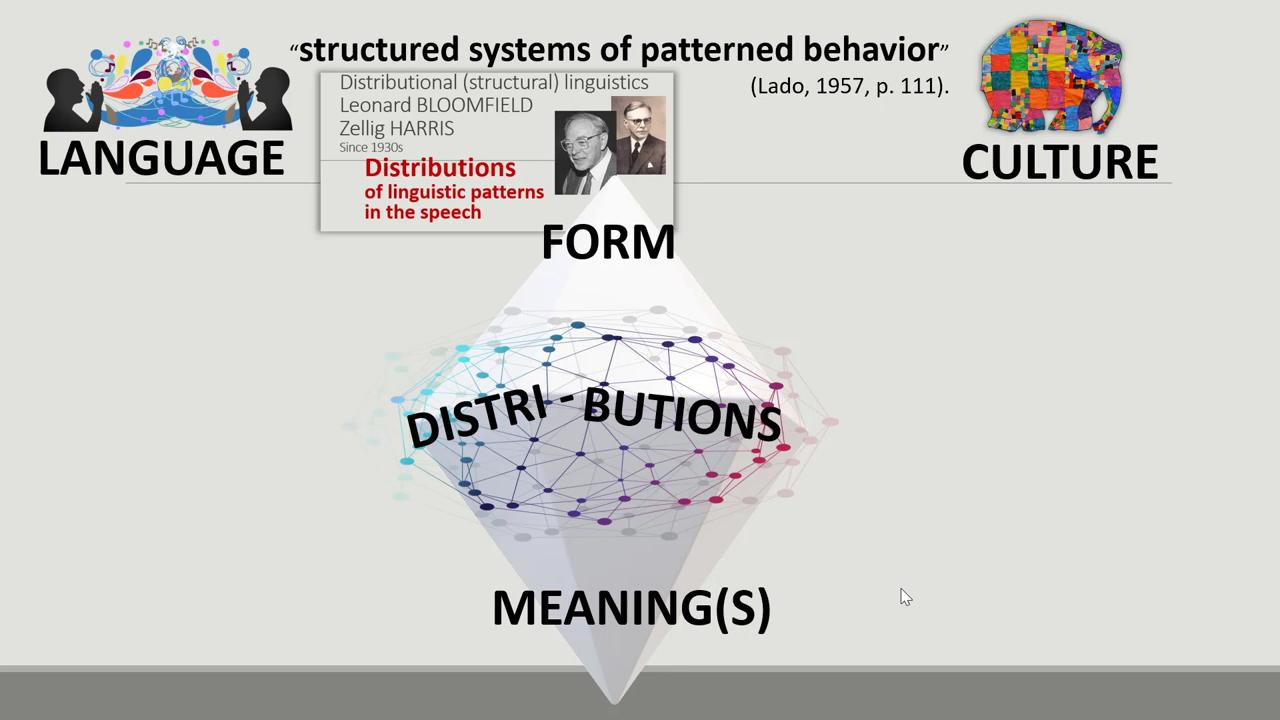 “structured systems of patterned behavior”
(Lado, 1957, p. 111).
LANGUAGE
CULTURE
Distributional (structural) linguistics
Leonard BLOOMFIELD
Zellig HARRIS
Since 1930s
Distributions
of linguistic patterns
in the speech
FORM
DISTRI - BUTIONS
MEANING(S)